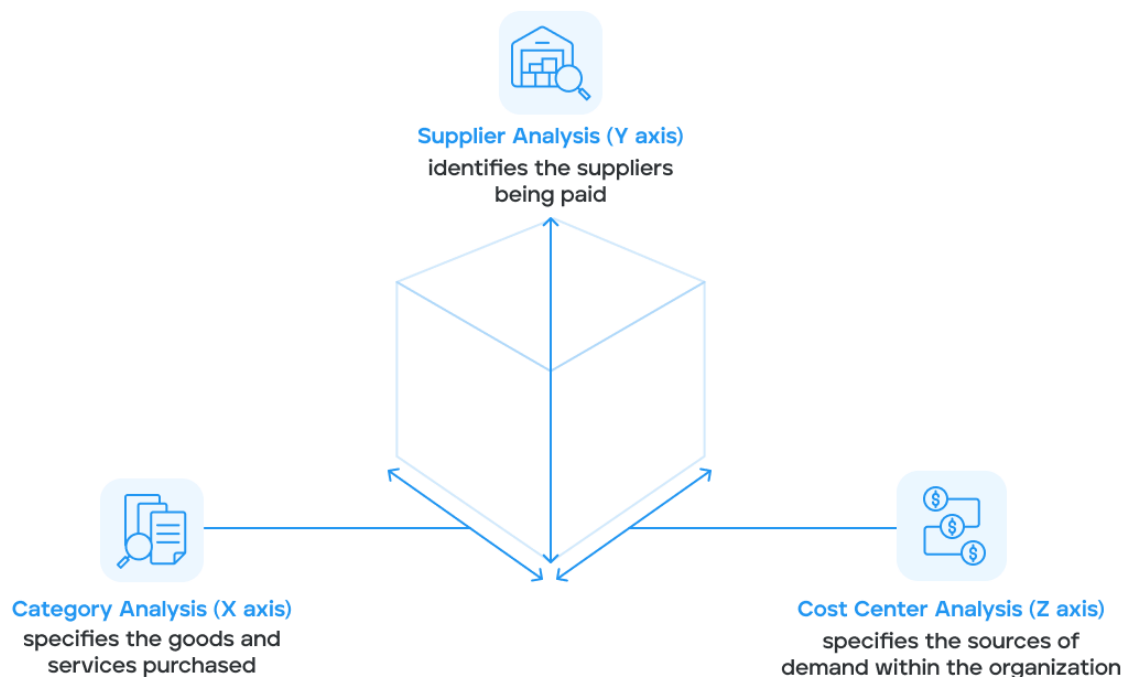 Supplier Analysis (Y axis)
identifies the suppliers
being paid
Category Analysis (X axis)
specifies the goods and
services purchased
Cost Center Analysis (Z axis)
specifies the sources of
demand within the organization
$
$
$